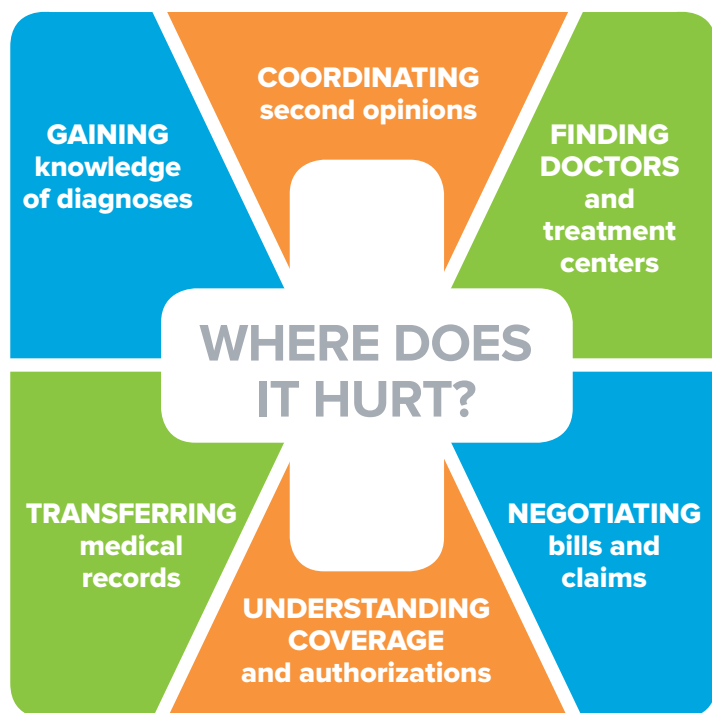 COORDINATING
second opinions
GAINING
knowledge
of diagnoses
FINDING
DOCTORS
and
treatment
centers
WHERE DOES
IT HURT?
TRANSFERRING
medical
records
NEGOTIATING
bills and
claims
UNDERSTANDING
COVERAGE
and authorizations